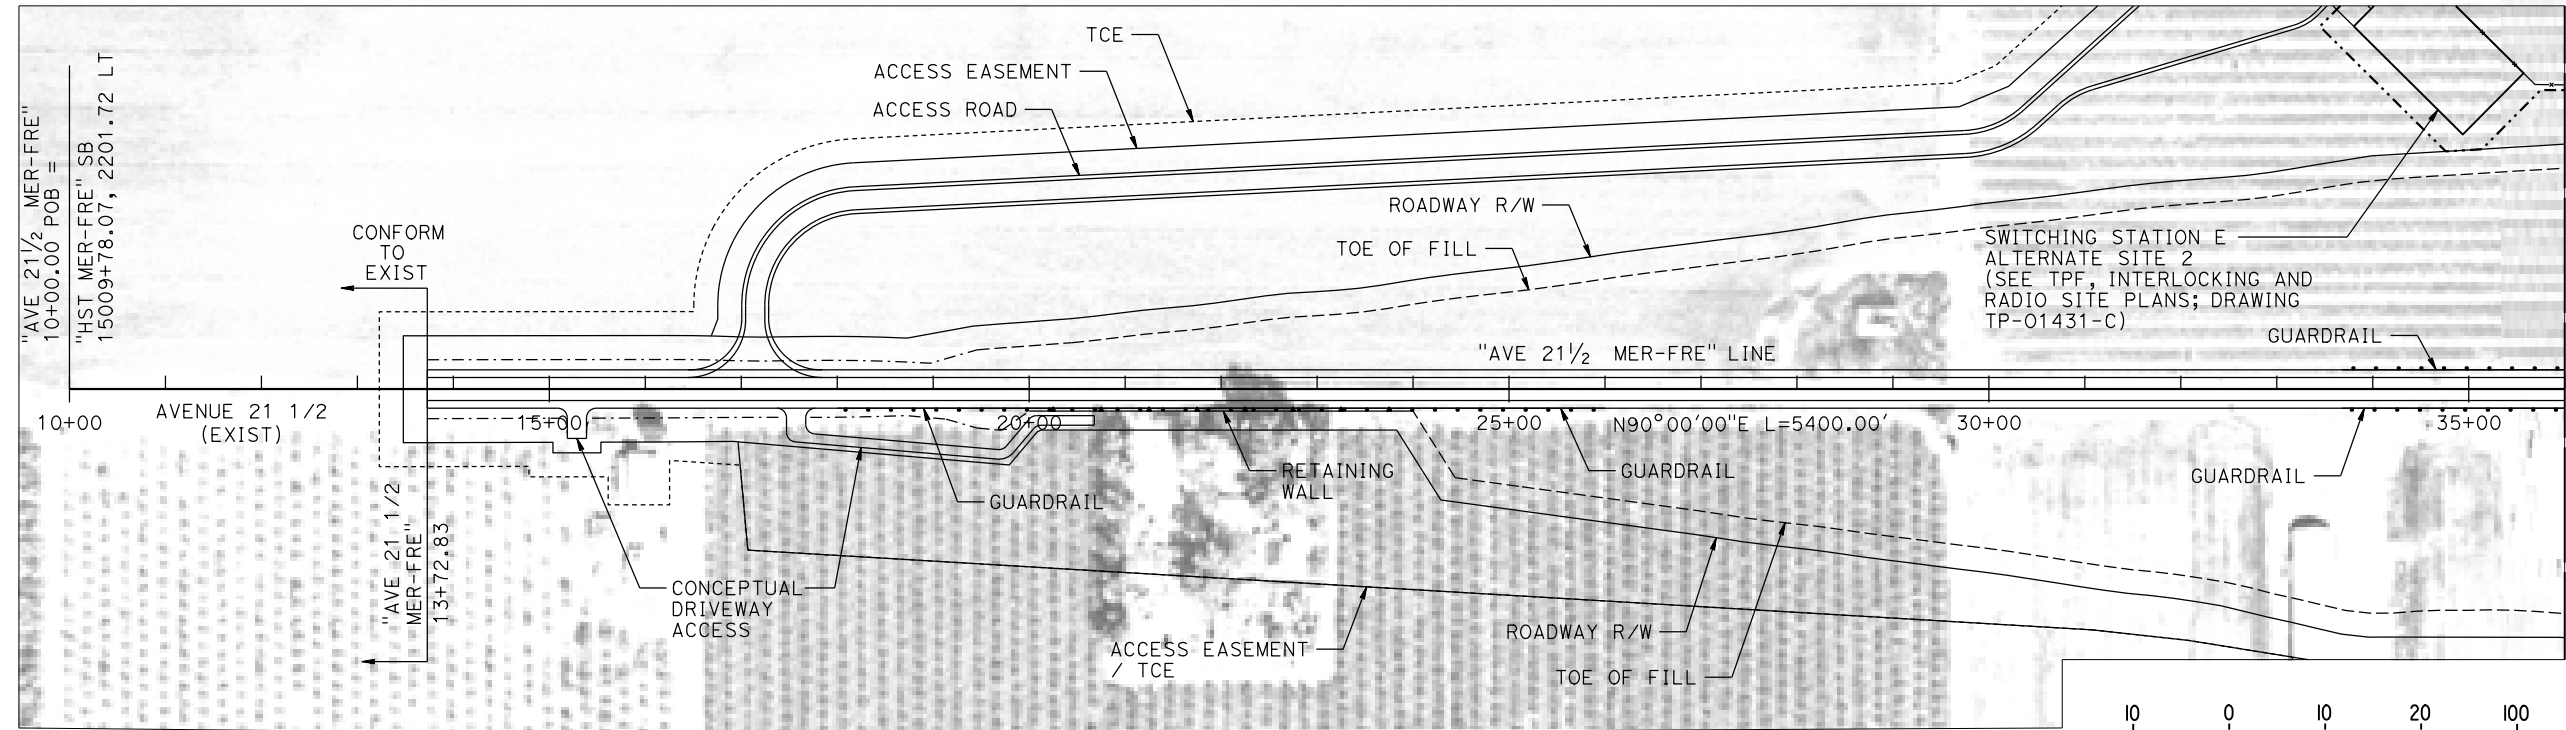 TCE
ACCESS EASEMENT
ACCESS ROAD
"AVE 21½ MER-FRE"
10+00.00 POB =
"HST MER-FRE" SB
15009+78.07, 2201.72 LT
CONFORM
TO
EXIST
ROADWAY R/W
TOE OF FILL
SWITCHING STATION E
ALTERNATE SITE 2
(SEE TPF, INTERLOCKING AND
RADIO SITE PLANS; DRAWING
TP-01431-C)
GUARDRAIL
"AVE 21½ MER-FRE" LINE
10+00
AVENUE 21 1/2
(EXIST)
15+00
20+00
25+00
N90°00'00"E L=5400.00'
30+00
35+00
GUARDRAIL
RETAINING
WALL
GUARDRAIL
GUARDRAIL
"AVE 21 1/2
MER-FRE"
13+72.83
CONCEPTUAL
DRIVEWAY
ACCESS
ACCESS EASEMENT
/ TCE
ROADWAY R/W
TOE OF FILL
10 0 10 20 100